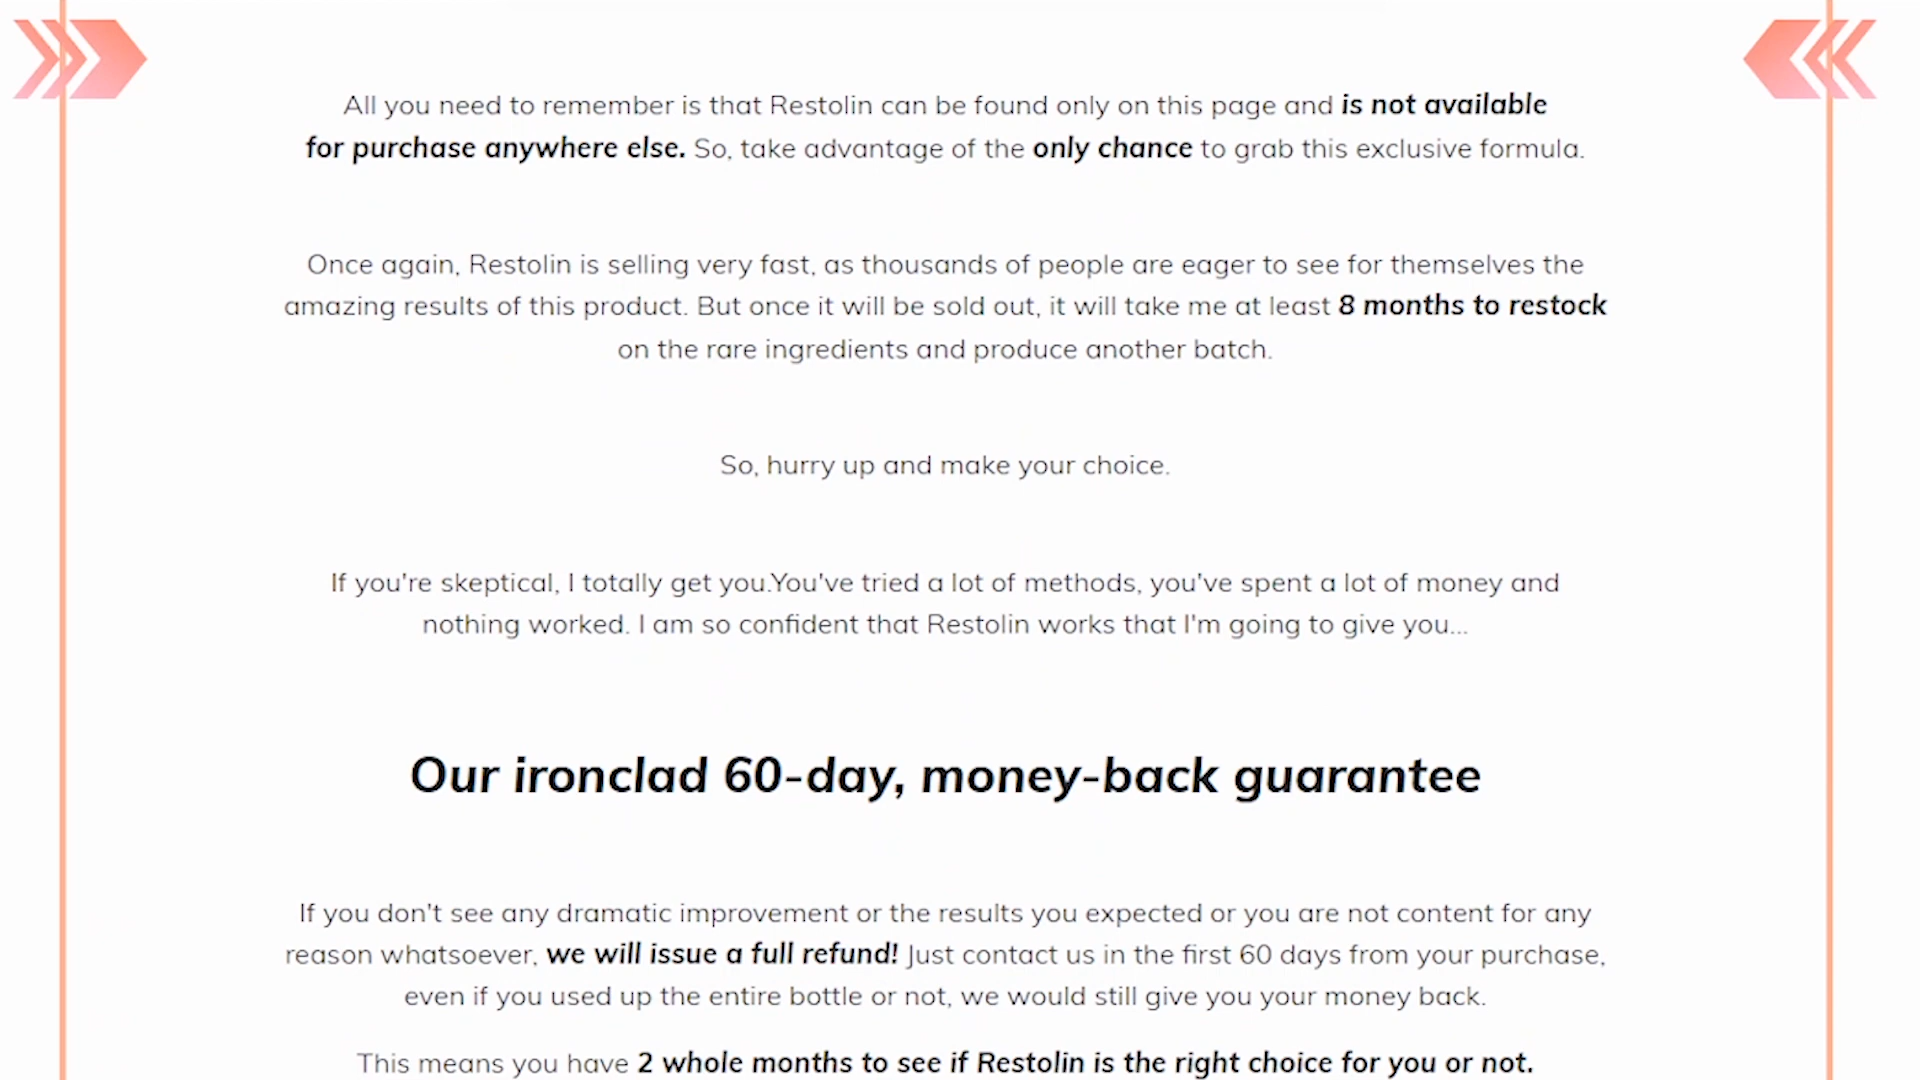 All you need to remember is that Restolin can be found only on this page and is not available
for purchase anywhere else. So, take advantage of the only chance to grab this exclusive formula.
Once again, Restolin is selling very fast, as thousands of people are eager to see for themselves the
amazing results of this product. But once it will be sold out, it will take me at least 8 months to restock
on the rare ingredients and produce another batch.
So, hurry up and make your choice.
If you're skeptical, I totally get you.You've tried a lot of methods, you've spent a lot of money and
nothing worked. I am so confident that Restolin works that I'm going to give you...
Our ironclad 60-day, money-back guarantee
If you don't see any dramatic improvement or the results you expected or you are not content for any
reason whatsoever, we will issue a full refund! Just contact us in the first 60 days from your purchase,
even if you used up the entire bottle or not, we would still give you your money back.
This means you have 2 whole months to see if Restolin is the right choice for you or not.